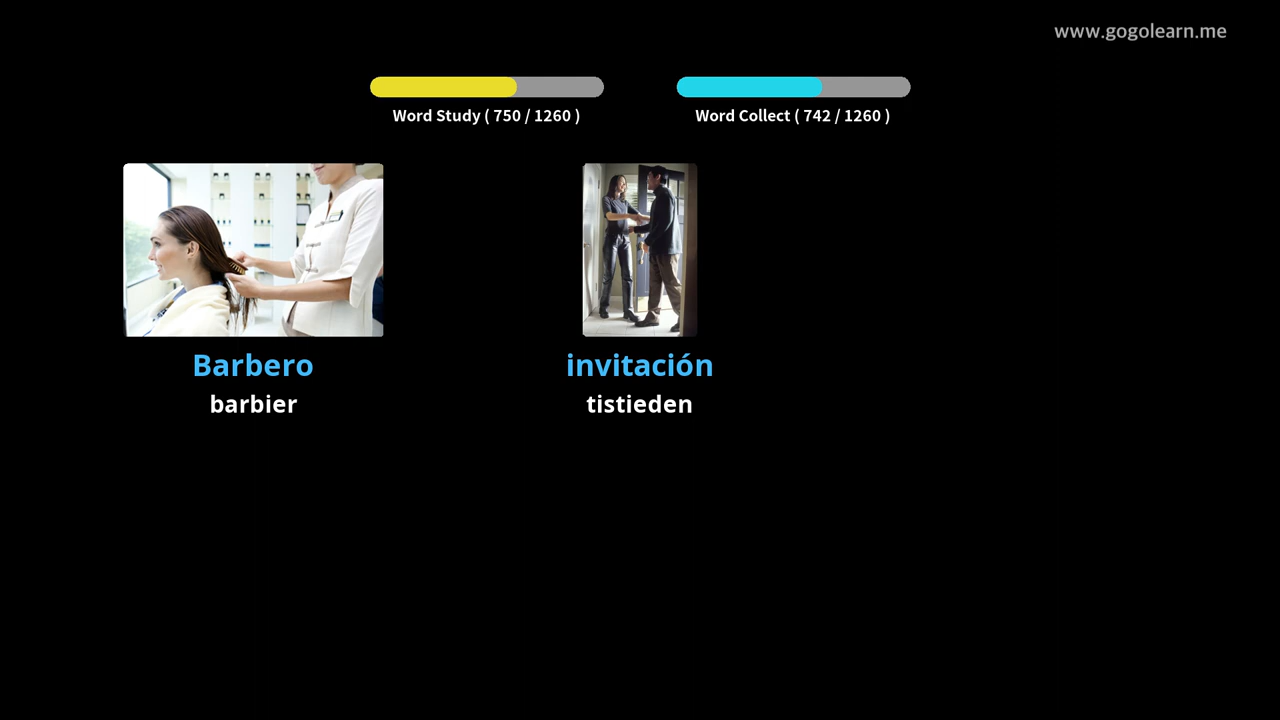 www.gogolearn.me
Word Study ( 750 / 1260 )
Word Collect ( 742 / 1260 )
Barbero
barbier
invitación
tistieden